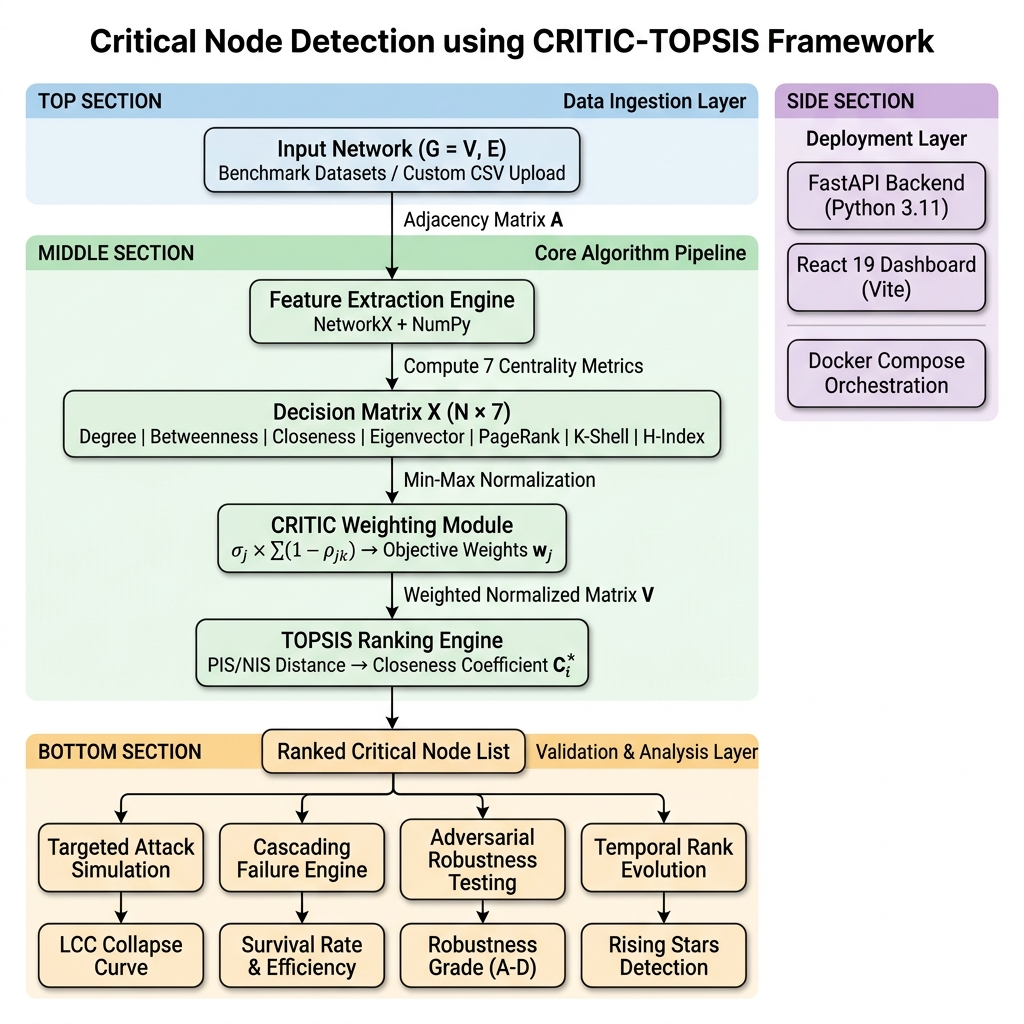 Critical Node Detection using CRITIC-TOPSIS Framework
TOP SECTION
Data Ingestion Layer
Input Network (G = V, E)
Benchmark Datasets / Custom CSV Upload
Adjacency Matrix A
MIDDLE SECTION
Core Algorithm Pipeline
Feature Extraction Engine
NetworkX + NumPy
Compute 7 Centrality Metrics
Decision Matrix X (N × 7)
Degree | Betweenness | Closeness | Eigenvector | PageRank | K-Shell | H-Index
Min-Max Normalization
CRITIC Weighting Module
σⱼ × ∑(1 − ρⱼₖ) → Objective Weights wⱼ
Weighted Normalized Matrix V
TOPSIS Ranking Engine
PIS/NIS Distance → Closeness Coefficient Cᵢ*
BOTTOM SECTION
Ranked Critical Node List
Validation & Analysis Layer
Targeted Attack
Simulation
Cascading
Failure Engine
Adversarial
Robustness
Testing
Temporal Rank
Evolution
LCC Collapse
Curve
Survival Rate
& Efficiency
Robustness
Grade (A-D)
Rising Stars
Detection
SIDE SECTION
Deployment Layer
FastAPI Backend
(Python 3.11)
React 19 Dashboard
(Vite)
Docker Compose
Orchestration